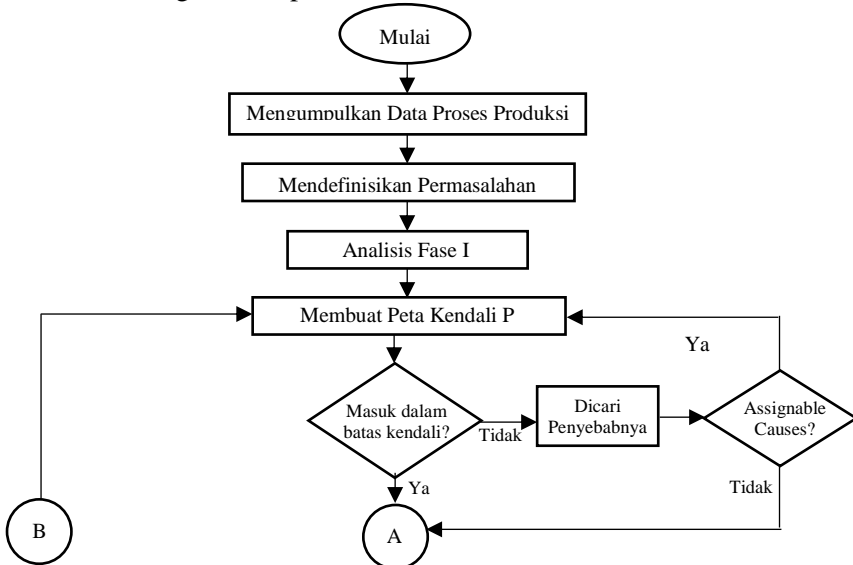 Mulai
Mengumpulkan Data Proses Produksi
Mendefinisikan Permasalahan
Analisis Fase I
Membuat Peta Kendali P
Ya
Masuk dalam
batas kendali?
Tidak
Dicari
Penyebabnya
Assignable
Causes?
Ya
Tidak
B
A